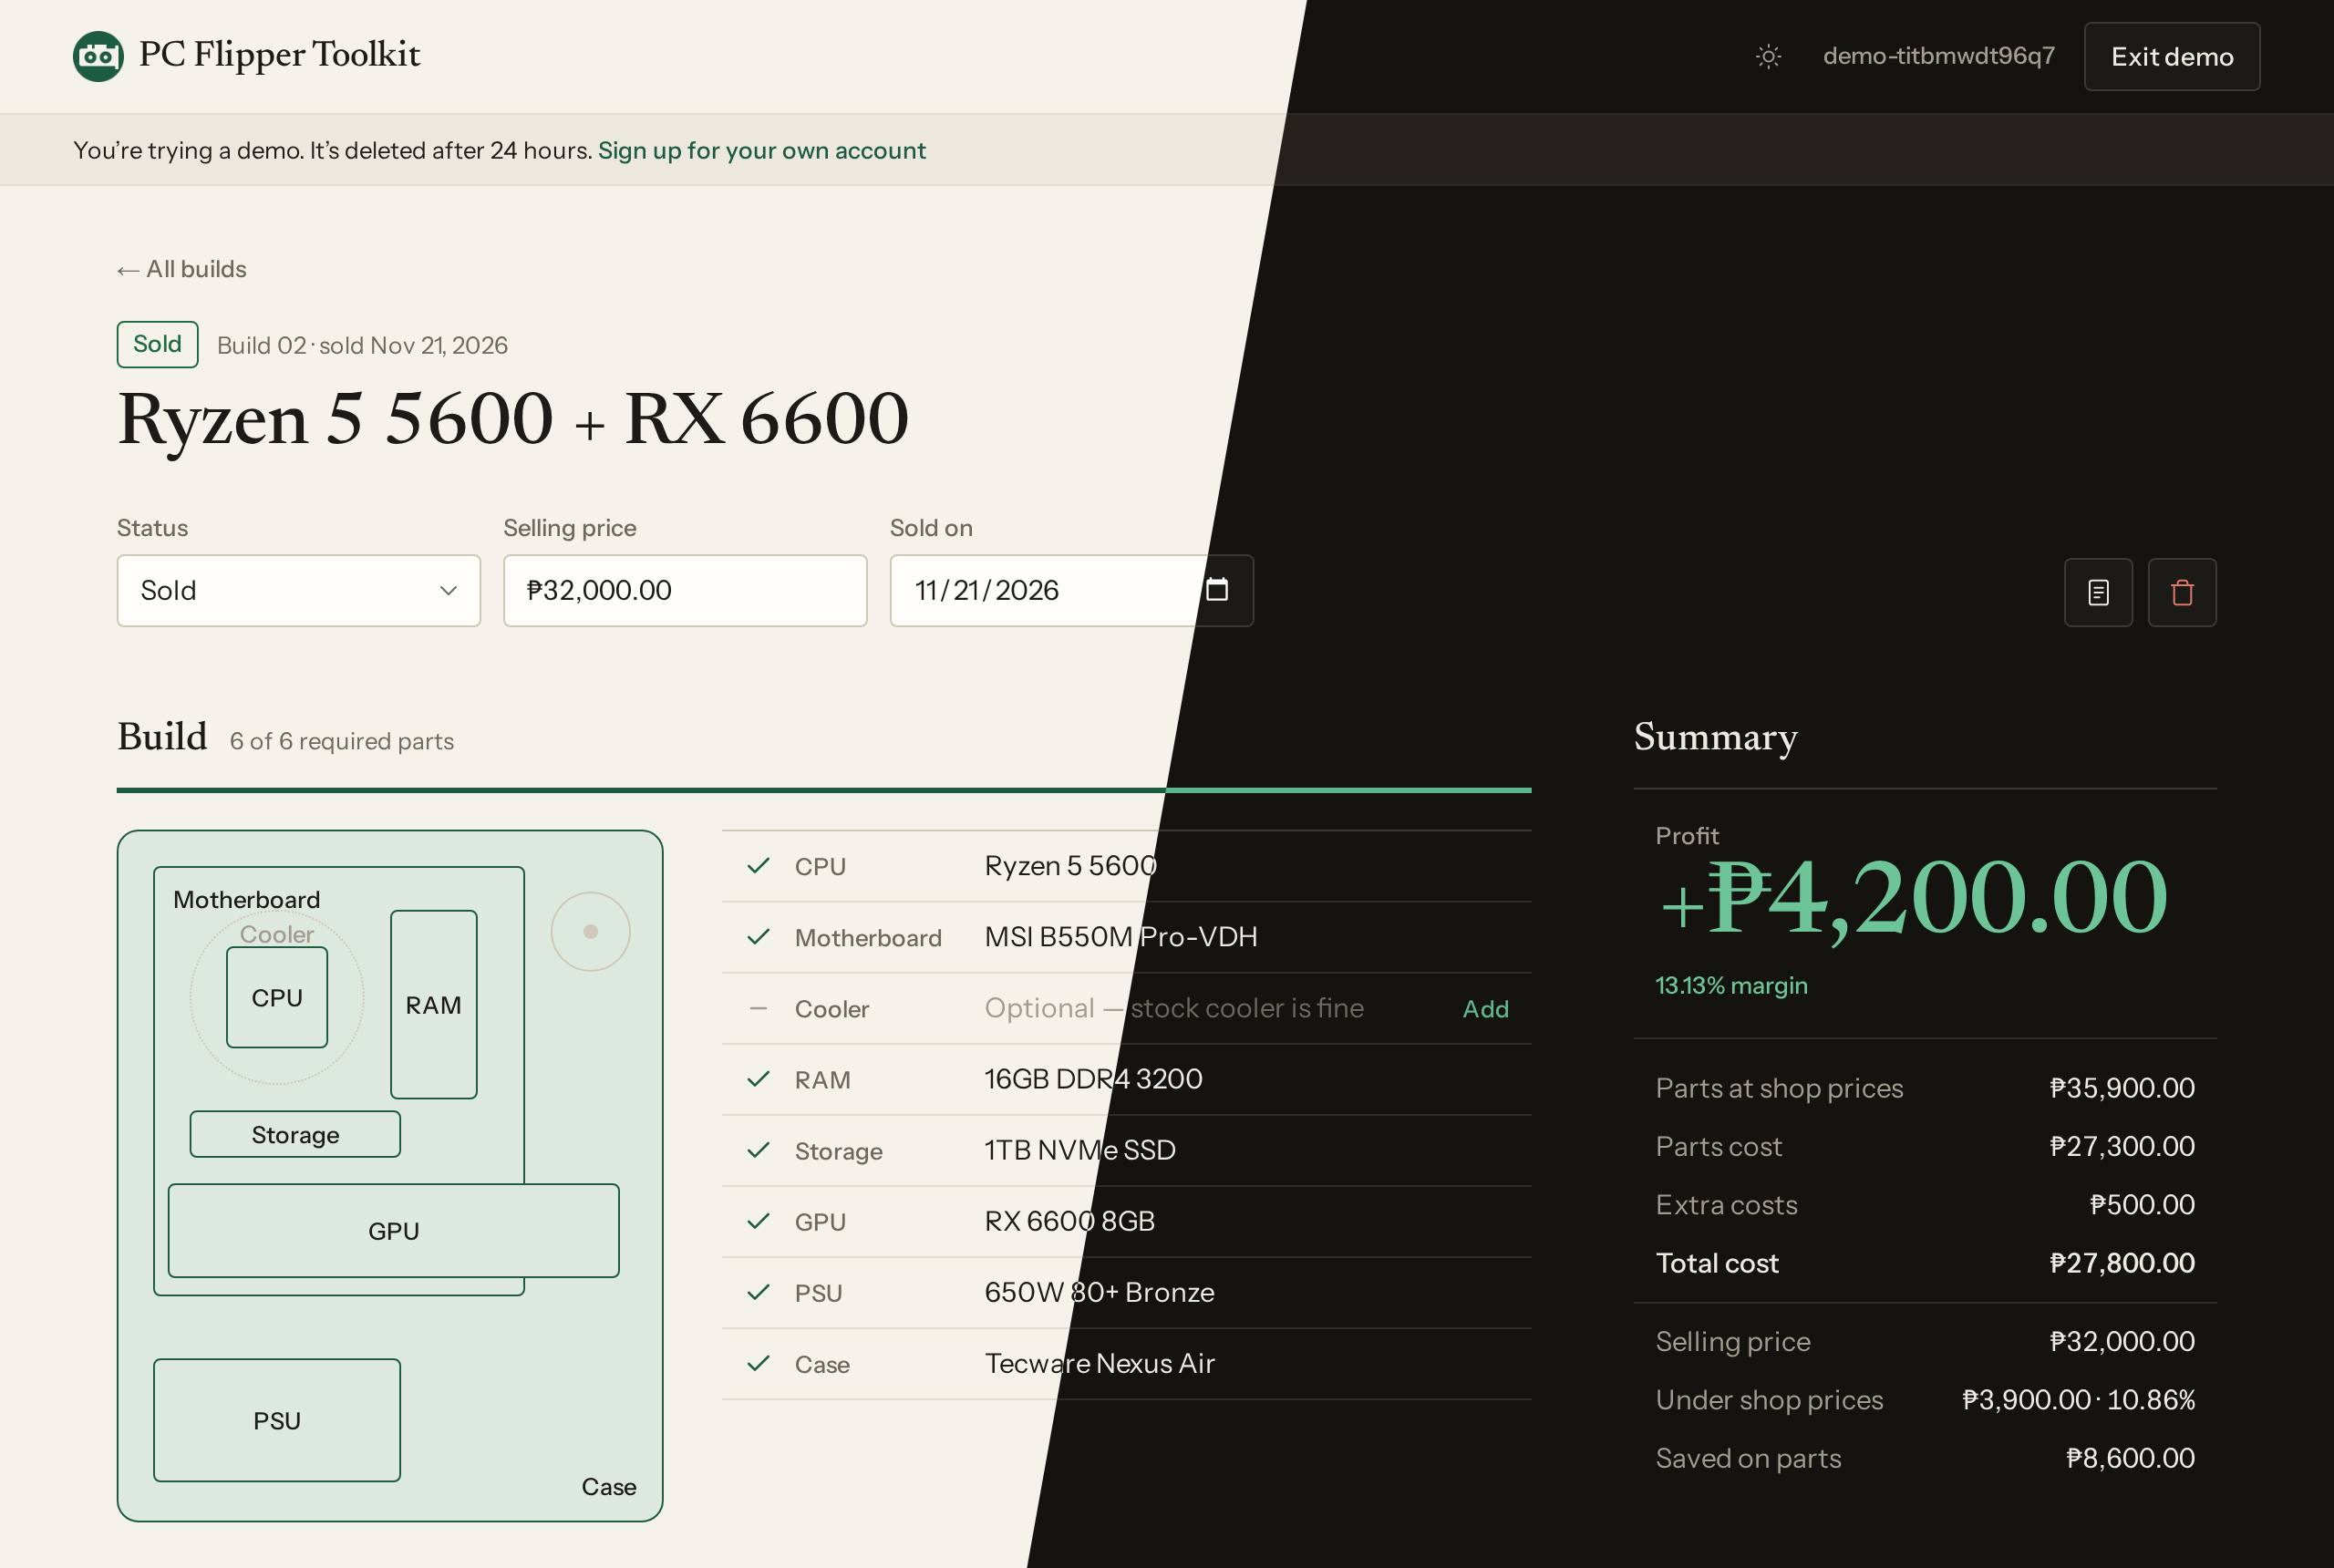 PC Flipper Toolkit
demo-titbmwdt96q7
Exit demo
You’re trying a demo. It’s deleted after 24 hours. Sign up for your own account
← All builds
Sold
Build 02 · sold Nov 21, 2026
Ryzen 5 5600 + RX 6600
Status
Selling price
Sold on
Sold
₱32,000.00
11/21/2026
Build
6 of 6 required parts
Motherboard
Cooler
CPU
RAM
Storage
GPU
PSU
Case
CPU Ryzen 5 5600
Motherboard MSI B550M Pro-VDH
Cooler Optional — stock cooler is fine Add
RAM 16GB DDR4 3200
Storage 1TB NVMe SSD
GPU RX 6600 8GB
PSU 650W 80+ Bronze
Case Tecware Nexus Air
Summary
Profit
+₱4,200.00
13.13% margin
Parts at shop prices ₱35,900.00
Parts cost ₱27,300.00
Extra costs ₱500.00
Total cost ₱27,800.00
Selling price ₱32,000.00
Under shop prices ₱3,900.00 · 10.86%
Saved on parts ₱8,600.00